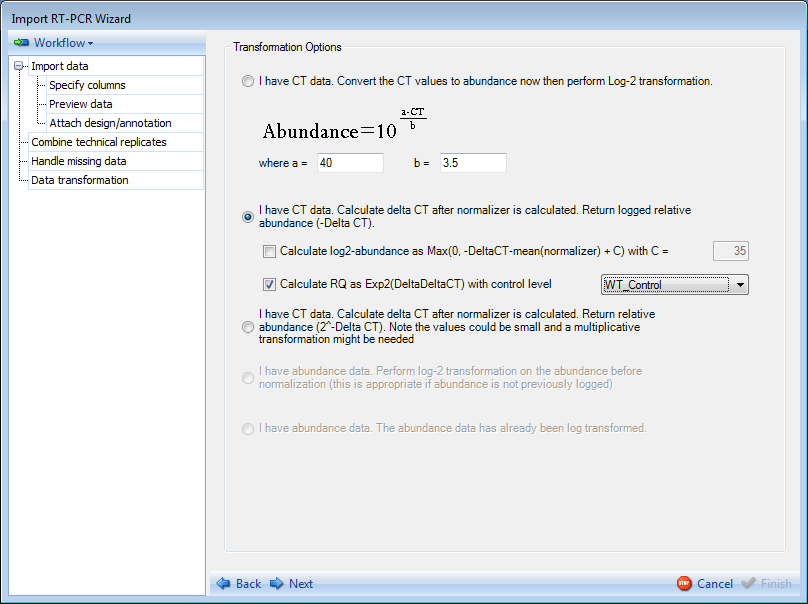 Import RT-PCR Wizard
Workflow
Import data
Specify columns
Preview data
Attach design/annotation
Combine technical replicates
Handle missing data
Data transformation
Transformation Options
I have CT data. Convert the CT values to abundance now then perform Log-2 transformation.
Abundance=10 a-CT
b
where a = 40 b = 3.5
I have CT data. Calculate delta CT after normalizer is calculated. Return logged relative
abundance (-Delta CT).
Calculate log2-abundance as Max(0, -DeltaCT-mean(normalizer) + C) with C = 35
Calculate RQ as Exp2(DeltaDeltaCT) with control level WT_Control
I have CT data. Calculate delta CT after normalizer is calculated. Return relative
abundance (2^-Delta CT). Note the values could be small and a multiplicative
transformation might be needed
I have abundance data. Perform log-2 transformation on the abundance before
normalization (this is appropriate if abundance is not previously logged)
I have abundance data. The abundance data has already been log transformed.
Back Next STOP Cancel Finish